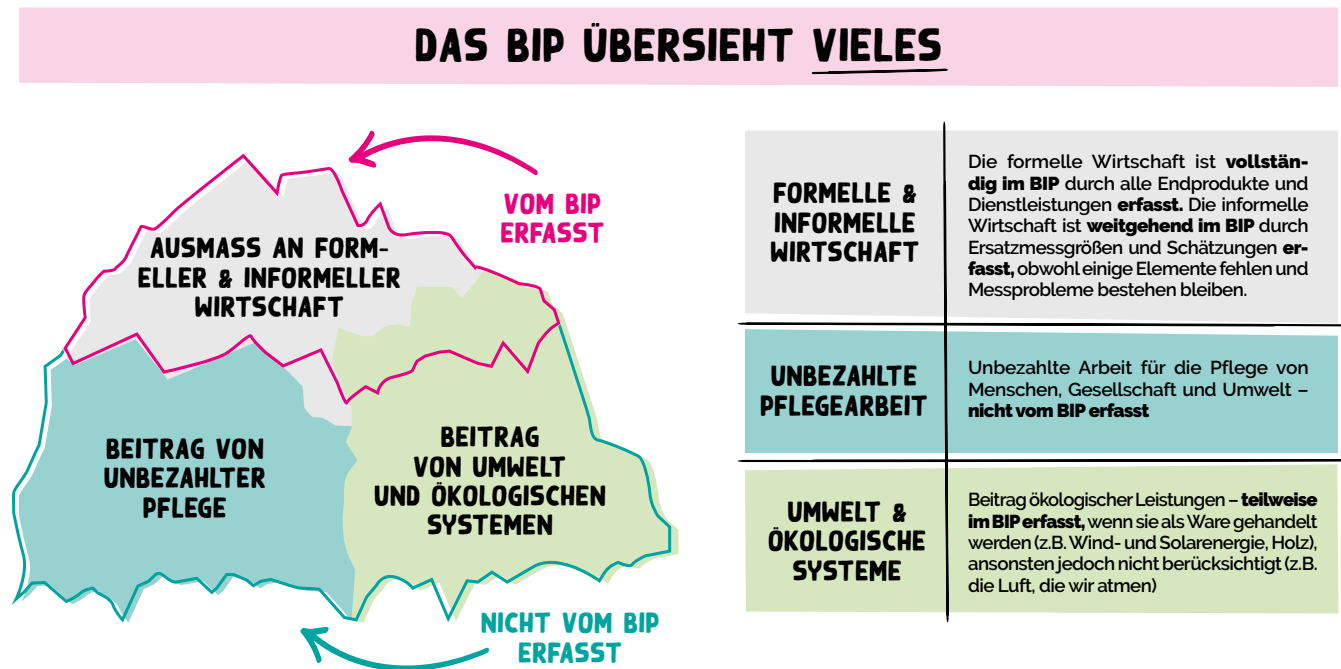 DAS BIP ÜBERSIEHT VIELES
VOM BIP
ERFASST
AUSMASS AN FORM-
ELLER & INFORMELLER
WIRTSCHAFT
BEITRAG VON
UNBEZAHLTER
PFLEGE
BEITRAG
VON UMWELT
UND ÖKOLOGISCHEN
SYSTEMEN
NICHT VOM BIP
ERFASST
FORMELLE &
INFORMELLE
WIRTSCHAFT
Die formelle Wirtschaft ist vollstän-
dig im BIP durch alle Endprodukte und
Dienstleistungen erfasst. Die informelle
Wirtschaft ist weitgehend im BIP durch
Ersatzmessgrößen und Schätzungen er-
fasst, obwohl einige Elemente fehlen und
Messprobleme bestehen bleiben.
UNBEZAHLTE
PFLEGEARBEIT
Unbezahlte Arbeit für die Pflege von
Menschen, Gesellschaft und Umwelt –
nicht vom BIP erfasst
UMWELT &
ÖKOLOGISCHE
SYSTEME
Beitrag ökologischer Leistungen – teilweise
im BIP erfasst, wenn sie als Ware gehandelt
werden (z.B. Wind- und Solarenergie, Holz),
ansonsten jedoch nicht berücksichtigt (z.B.
die Luft, die wir atmen)